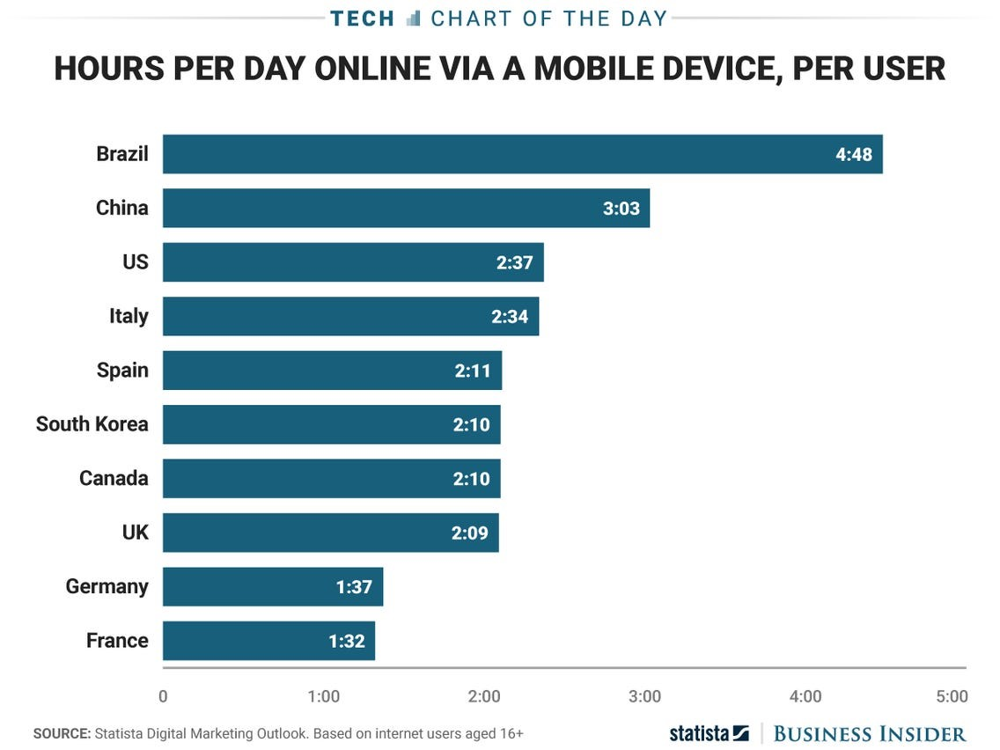 TECH CHART OF THE DAY
HOURS PER DAY ONLINE VIA A MOBILE DEVICE, PER USER
Brazil 4:48
China 3:03
US 2:37
Italy 2:34
Spain 2:11
South Korea 2:10
Canada 2:10
UK 2:09
Germany 1:37
France 1:32
0 1:00 2:00 3:00 4:00 5:00
SOURCE: Statista Digital Marketing Outlook. Based on internet users aged 16+ statista BUSINESS INSIDER